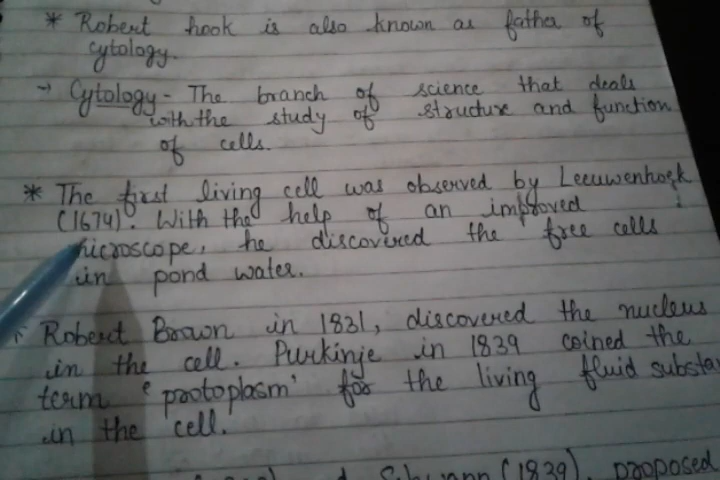 * Robert hook is also known as father of
cytology.
→ Cytology - The branch of science that deals
with the study of structure and function
of cells.
* The first living cell was observed by Leeuwenhoek
(1674). With the help of an improved
microscope, he discovered the free cells
in pond water.
Robert Brown in 1831, discovered the nucleus
in the cell. Purkinje in 1839 coined the
term 'protoplasm' for the living fluid substa
in the cell.
Schwann (1839), proposed